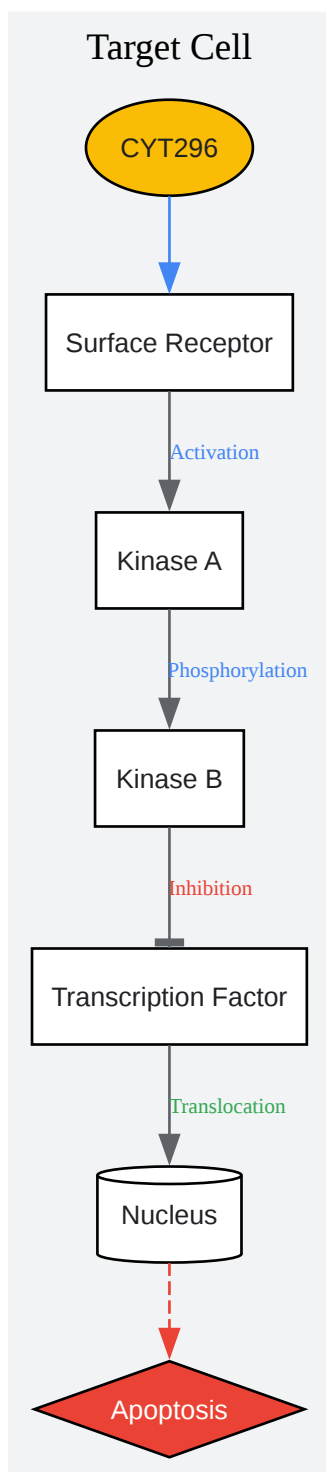 Target Cell
CYT296
Surface Receptor
Activation
Kinase A
Phosphorylation
Kinase B
Inhibition
Transcription Factor
Translocation
Nucleus
Apoptosis